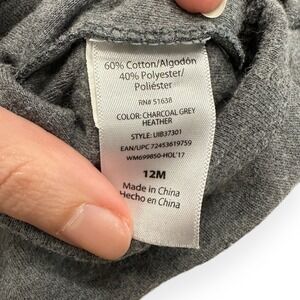 60% Cotton/Algodón
40% Polyester/
Poliéster
RN# 51638
COLOR: CHARCOAL GREY
HEATHER
STYLE: UIB37301
EAN/UPC 72453619759
WM699850-HOL'17
12M
Made in China
Hecho en China